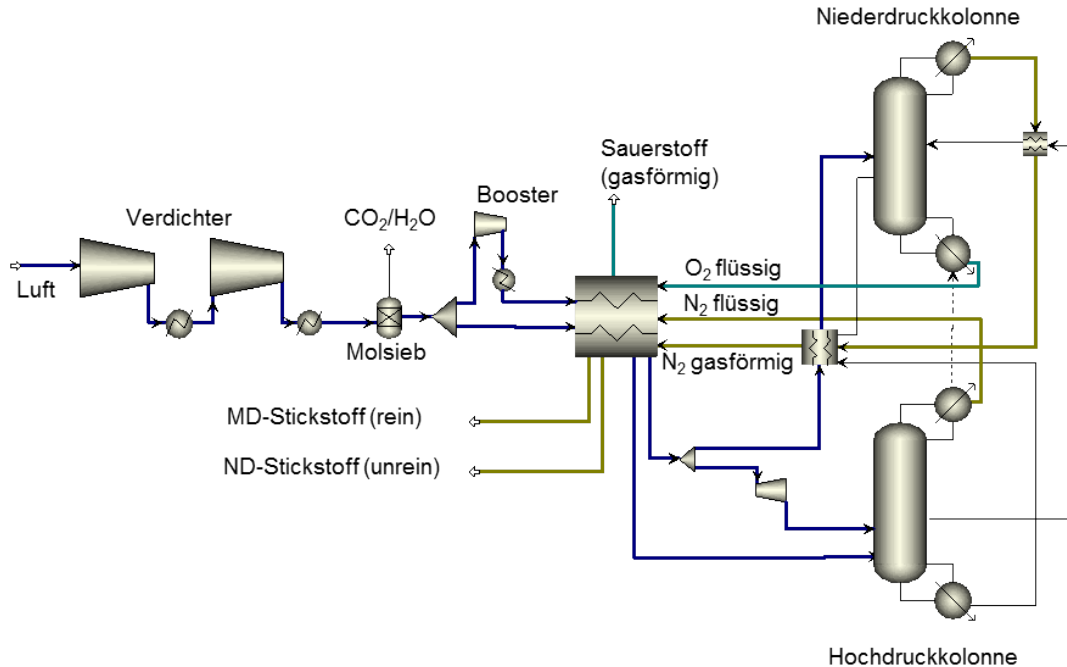 Niederdruckkolonne
Sauerstoff
(gasförmig)
Booster
Verdichter
CO₂/H₂O
Luft
Molsieb
O₂ flüssig
N₂ flüssig
N₂ gasförmig
MD-Stickstoff (rein)
ND-Stickstoff (unrein)
Hochdruckkolonne